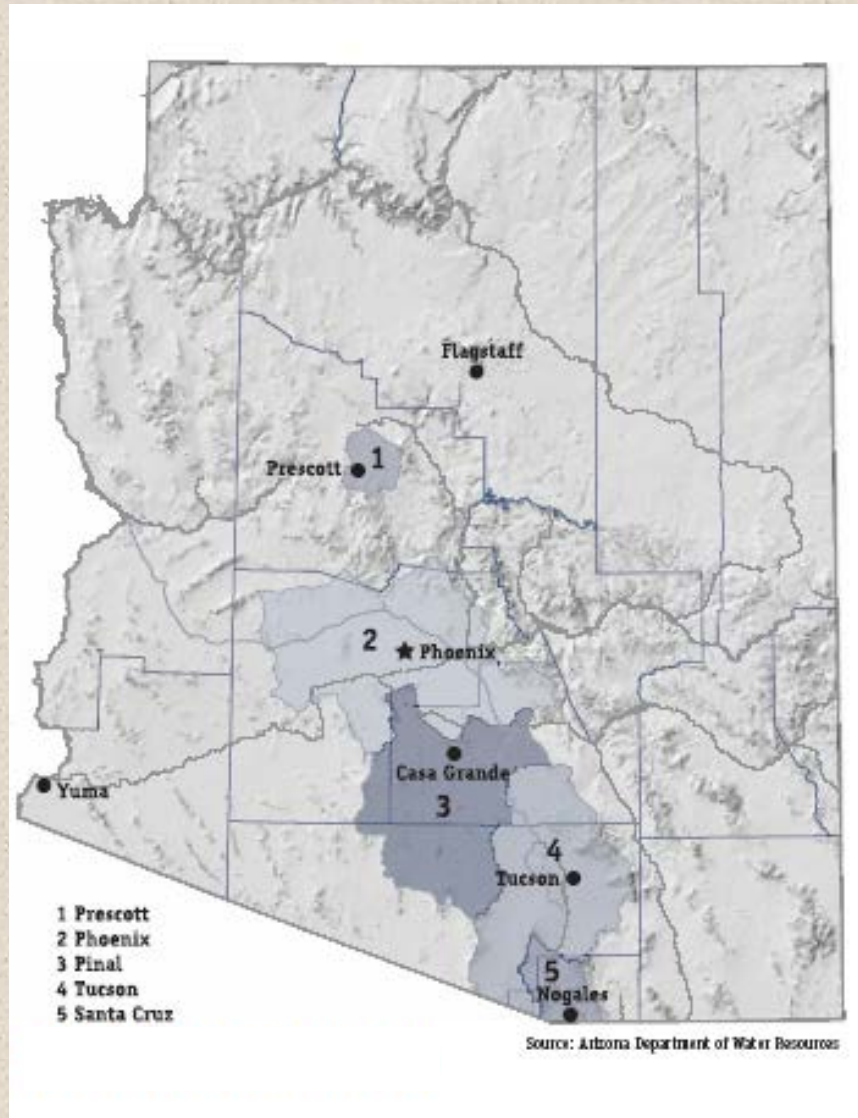 Flagstaff
Prescott 1
2 Phoenix
Casa Grande
3
Yuma
4
Tucson
5
Nogales
1 Prescott
2 Phoenix
3 Pinal
4 Tucson
5 Santa Cruz
Source: Arizona Department of Water Resources